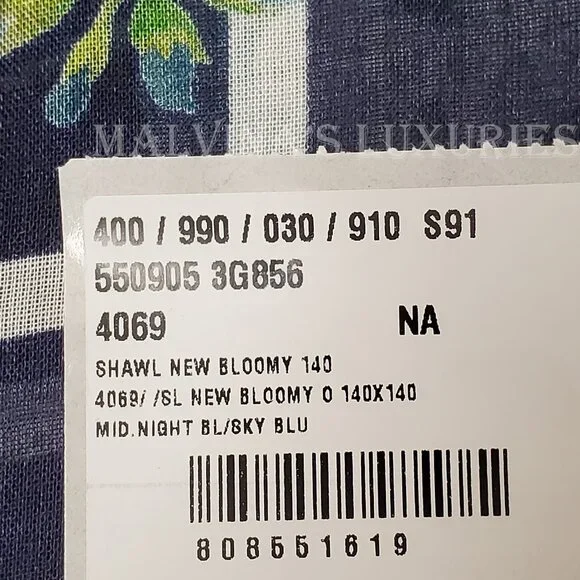 MALVINA'S LUXURIES
400 / 990 / 030 / 910 S91
550905 3G856
4069 NA
SHAWL NEW BLOOMY 140
4069/ /SL NEW BLOOMY O 140X140
MID.NIGHT BL/SKY BLU
808551619